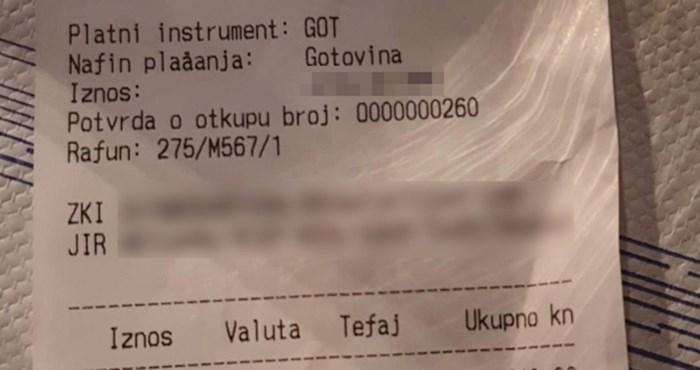 Platni instrument: GOT
Nafin plaåanja: Gotovina
Iznos:
Potvrda o otkupu broj: 0000000260
Rafun: 275/M567/1
ZKI
JIR
Iznos Valuta Tefaj Ukupno kn